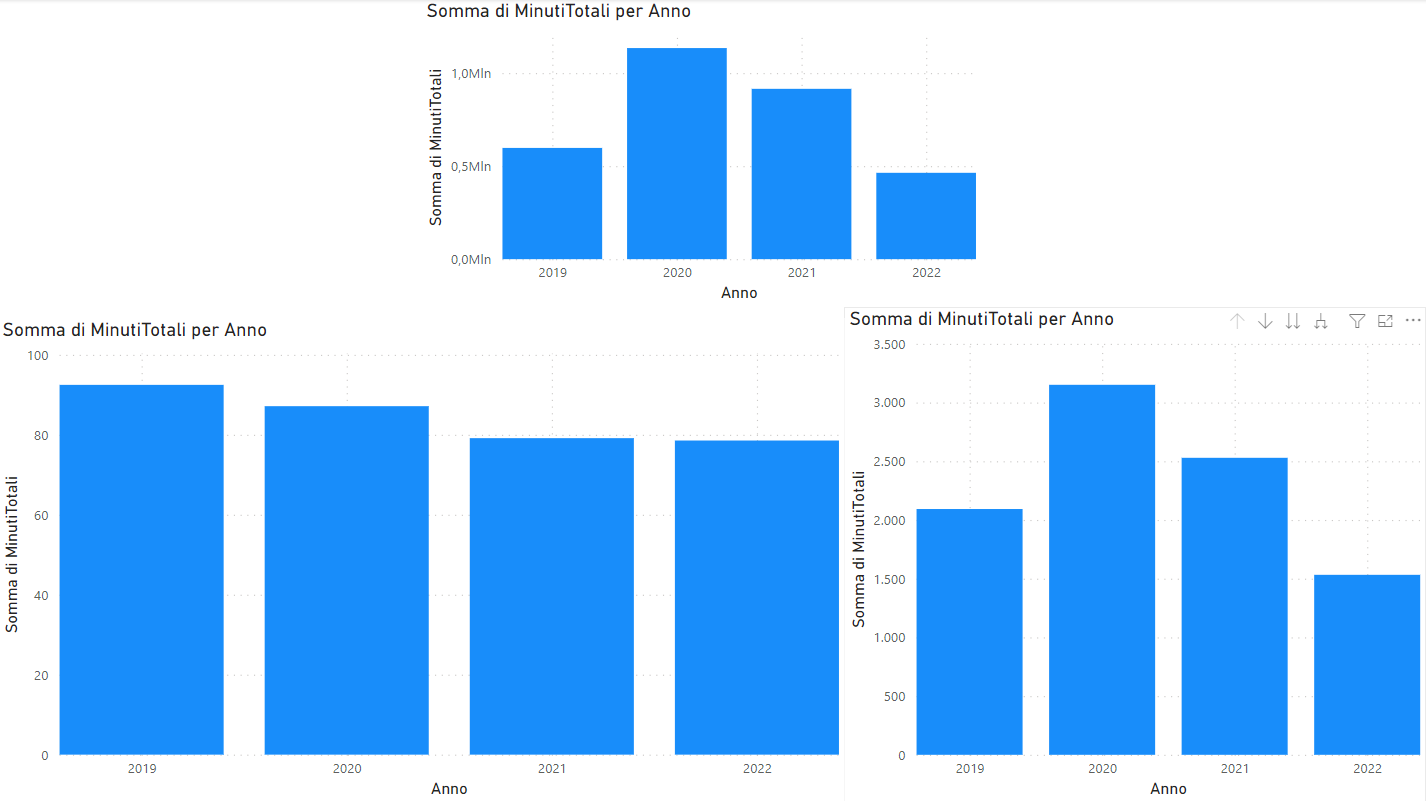 Somma di MinutiTotali per Anno
Somma di MinutiTotali
1,0Mln
0,5Mln
0,0Mln
2019 2020 2021 2022
Anno
Somma di MinutiTotali per Anno
Somma di MinutiTotali
100
80
60
40
20
0
2019 2020 2021 2022
Anno
Somma di MinutiTotali per Anno
Somma di MinutiTotali
3.500
3.000
2.500
2.000
1.500
1.000
500
0
2019 2020 2021 2022
Anno